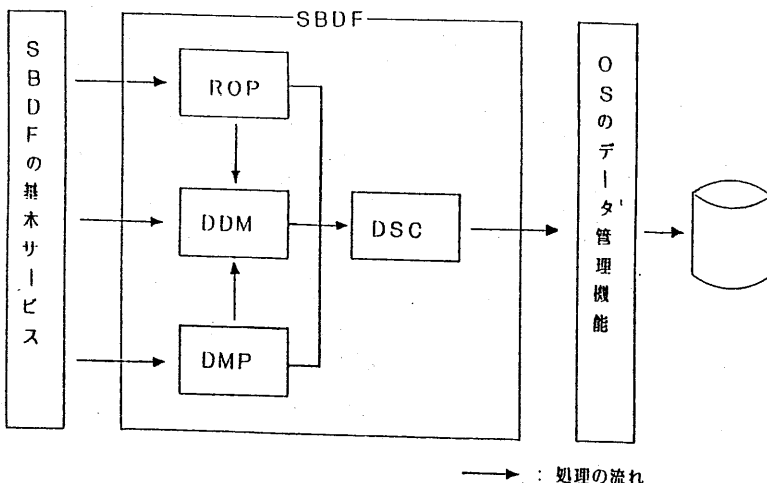 SBDF
SBDFの基本サービス
ROP
DDM
DSC
DMP
OSのデータ管理機能
: 処理の流れ